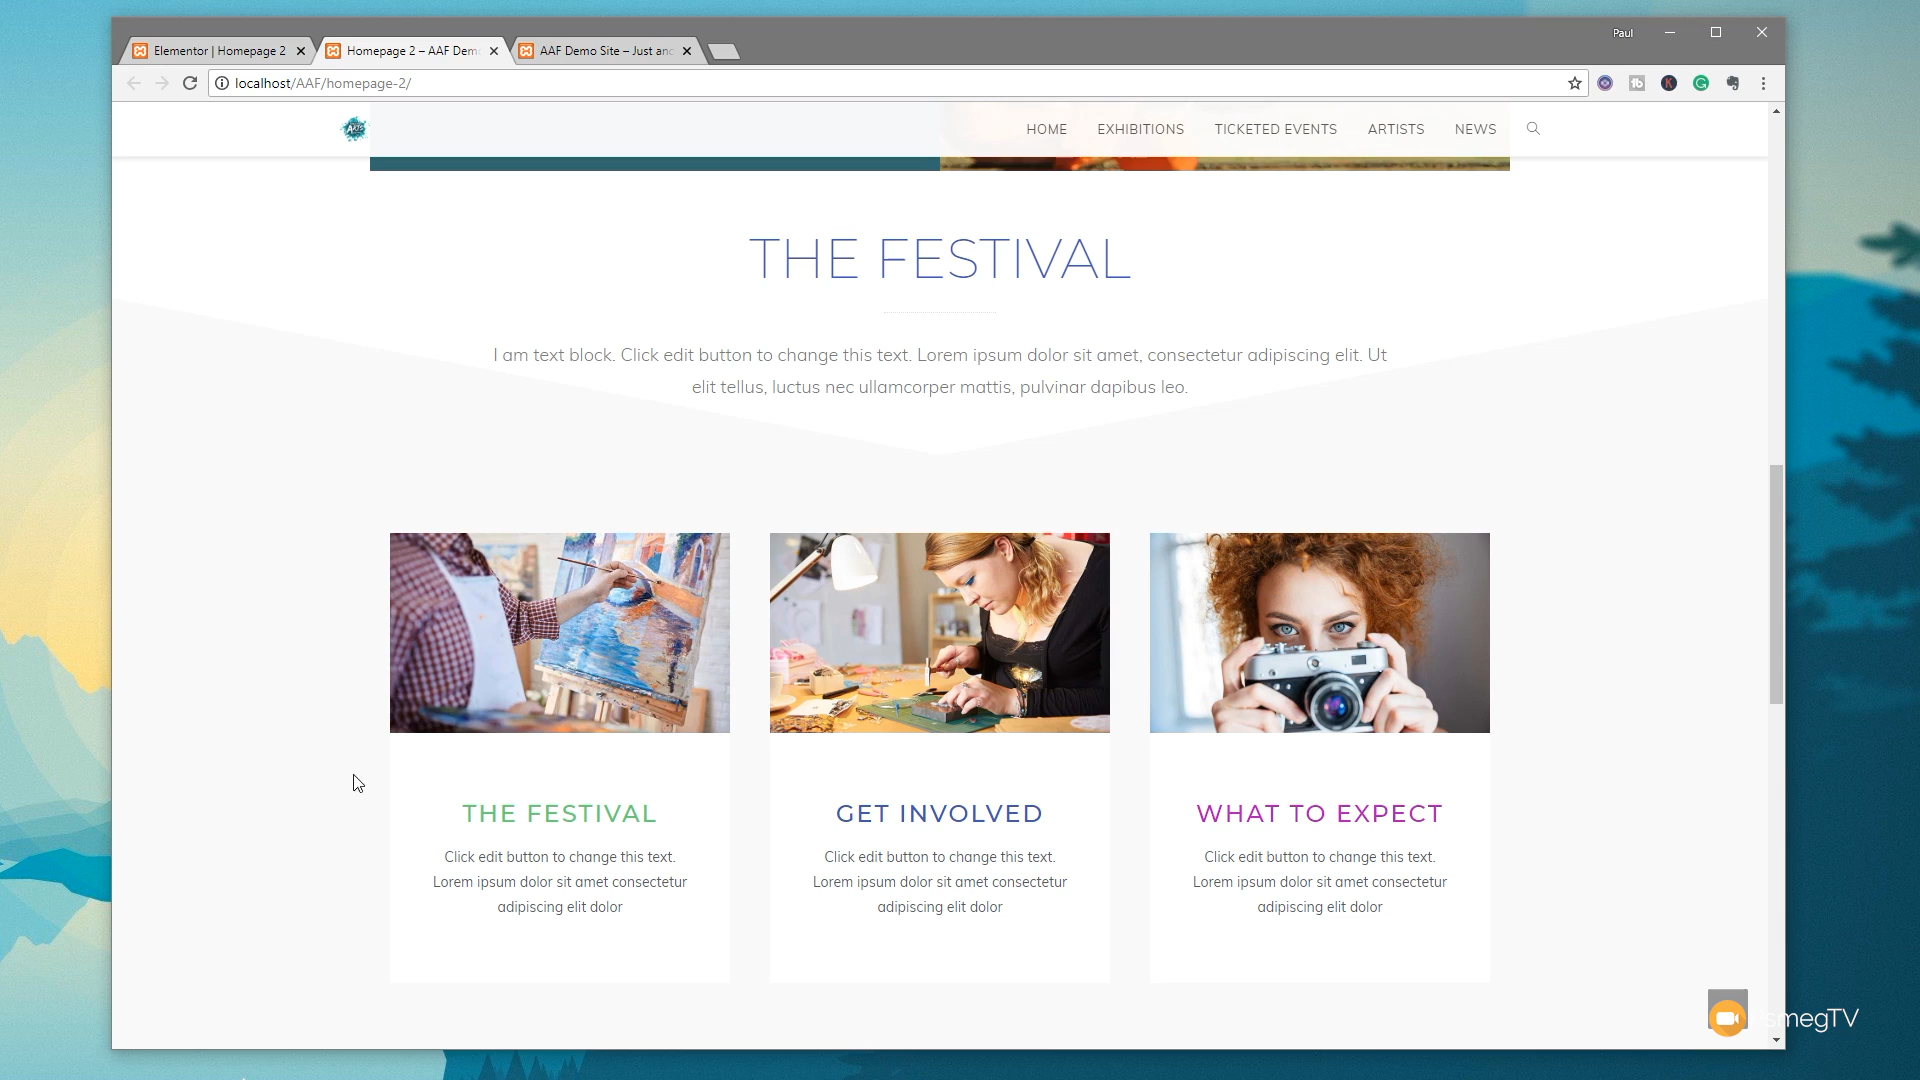 Paul
Elementor | Homepage 2
Homepage 2 – AAF Dem
AAF Demo Site – Just an
localhost/AAF/homepage-2/
HOME
EXHIBITIONS
TICKETED EVENTS
ARTISTS
NEWS
THE FESTIVAL
I am text block. Click edit button to change this text. Lorem ipsum dolor sit amet, consectetur adipiscing elit. Ut
elit tellus, luctus nec ullamcorper mattis, pulvinar dapibus leo.
THE FESTIVAL
Click edit button to change this text.
Lorem ipsum dolor sit amet consectetur
adipiscing elit dolor
GET INVOLVED
Click edit button to change this text.
Lorem ipsum dolor sit amet consectetur
adipiscing elit dolor
WHAT TO EXPECT
Click edit button to change this text.
Lorem ipsum dolor sit amet consectetur
adipiscing elit dolor